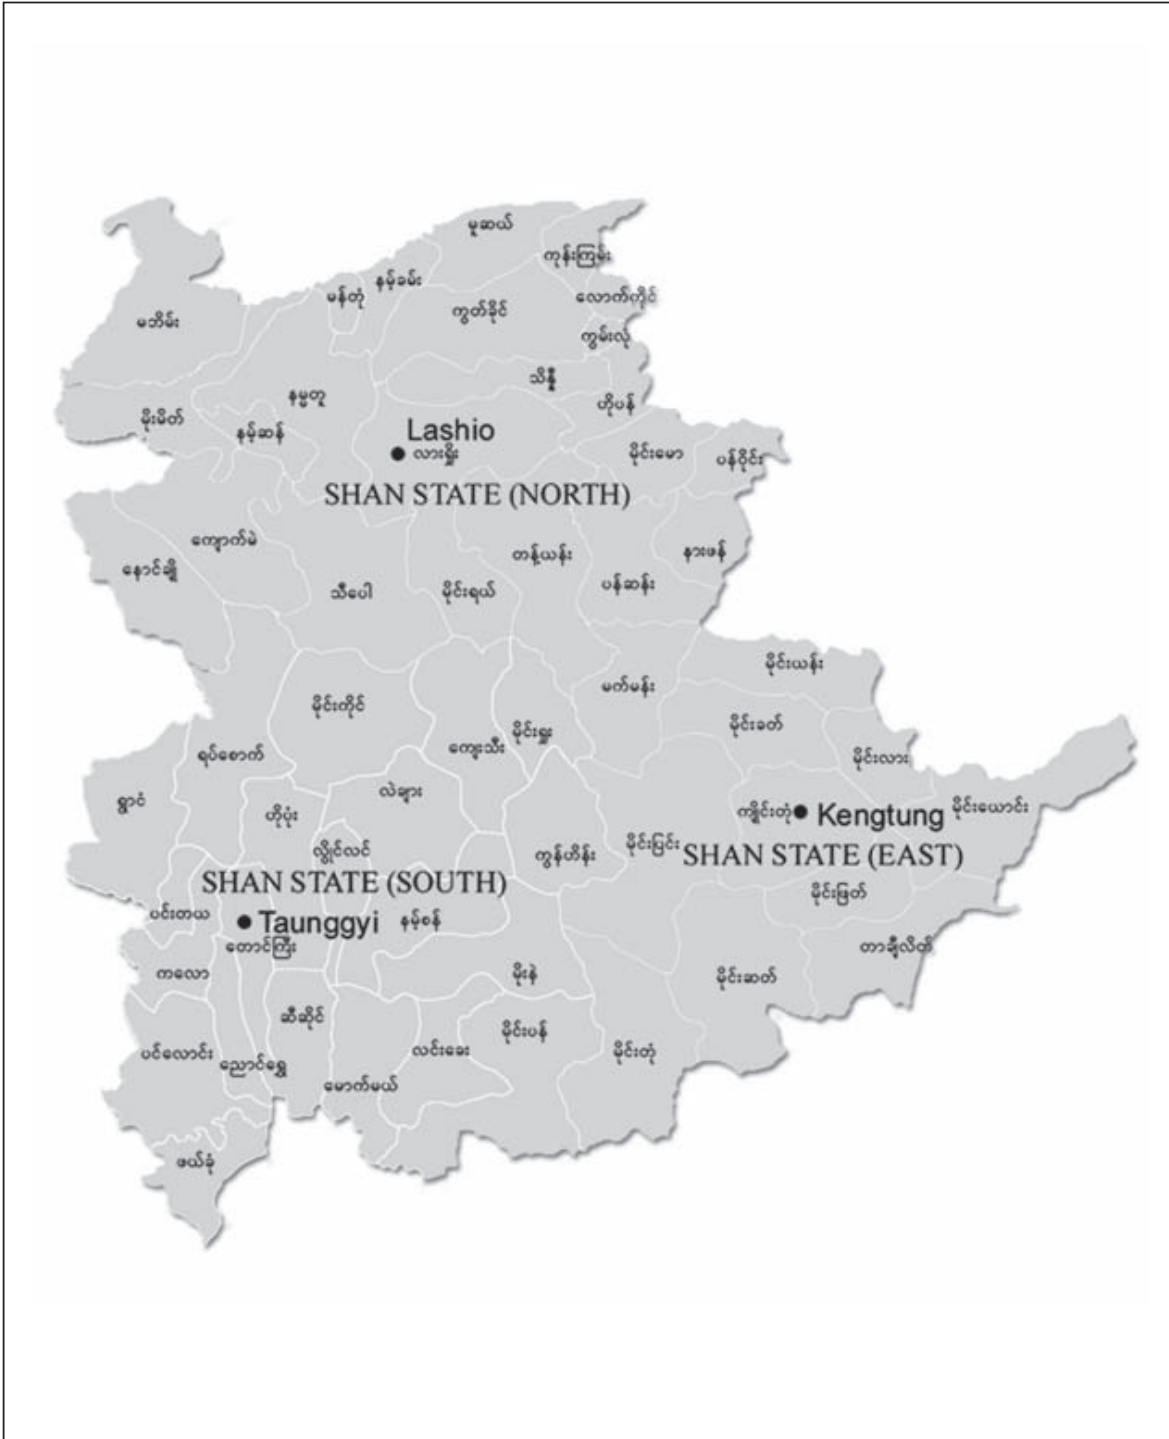 မူဆယ်
ကုန်းကြမ်း
နမ့်ခမ်း
မန်တုံ
လောက်ကိုင်
မဘိမ်း
ကွတ်ခိုင်
ကွမ်းလုံ
သိန္နီ
နမ္မတူ
ဟိုပန်
မိုးမိတ်
နမ့်ဆန်
Lashio
လားရှိုး
မိုင်းမော
ပန်ဝိုင်း
SHAN STATE (NORTH)
ကျောက်မဲ
တန့်ယန်း
နားဖန်
နောင်ချို
သီပေါ
မိုင်းရယ်
ပန်ဆန်း
မိုင်းယန်း
မက်မန်း
မိုင်းကိုင်
မိုင်းခတ်
မိုင်းရှူး
ကျေးသီး
ရပ်စောက်
မိုင်းလား
လဲချား
ရွာငံ
ဟိုပုံး
ကျိုင်းတုံ
Kengtung
မိုင်းယောင်း
လွိုင်လင်
ကွန်ဟိန်း
မိုင်းပြင်း
SHAN STATE (EAST)
SHAN STATE (SOUTH)
မိုင်းဖြတ်
ပင်းတယ
Taunggyi
နမ့်စန်
တောင်ကြီး
တာချီလိတ်
ကလော
မိုးနဲ
မိုင်းဆတ်
ဆီဆိုင်
မိုင်းပန်
ပင်လောင်း
လင်းခေး
မိုင်းတုံ
ညောင်ရွှေ
မောက်မယ်
ဖယ်ခုံ